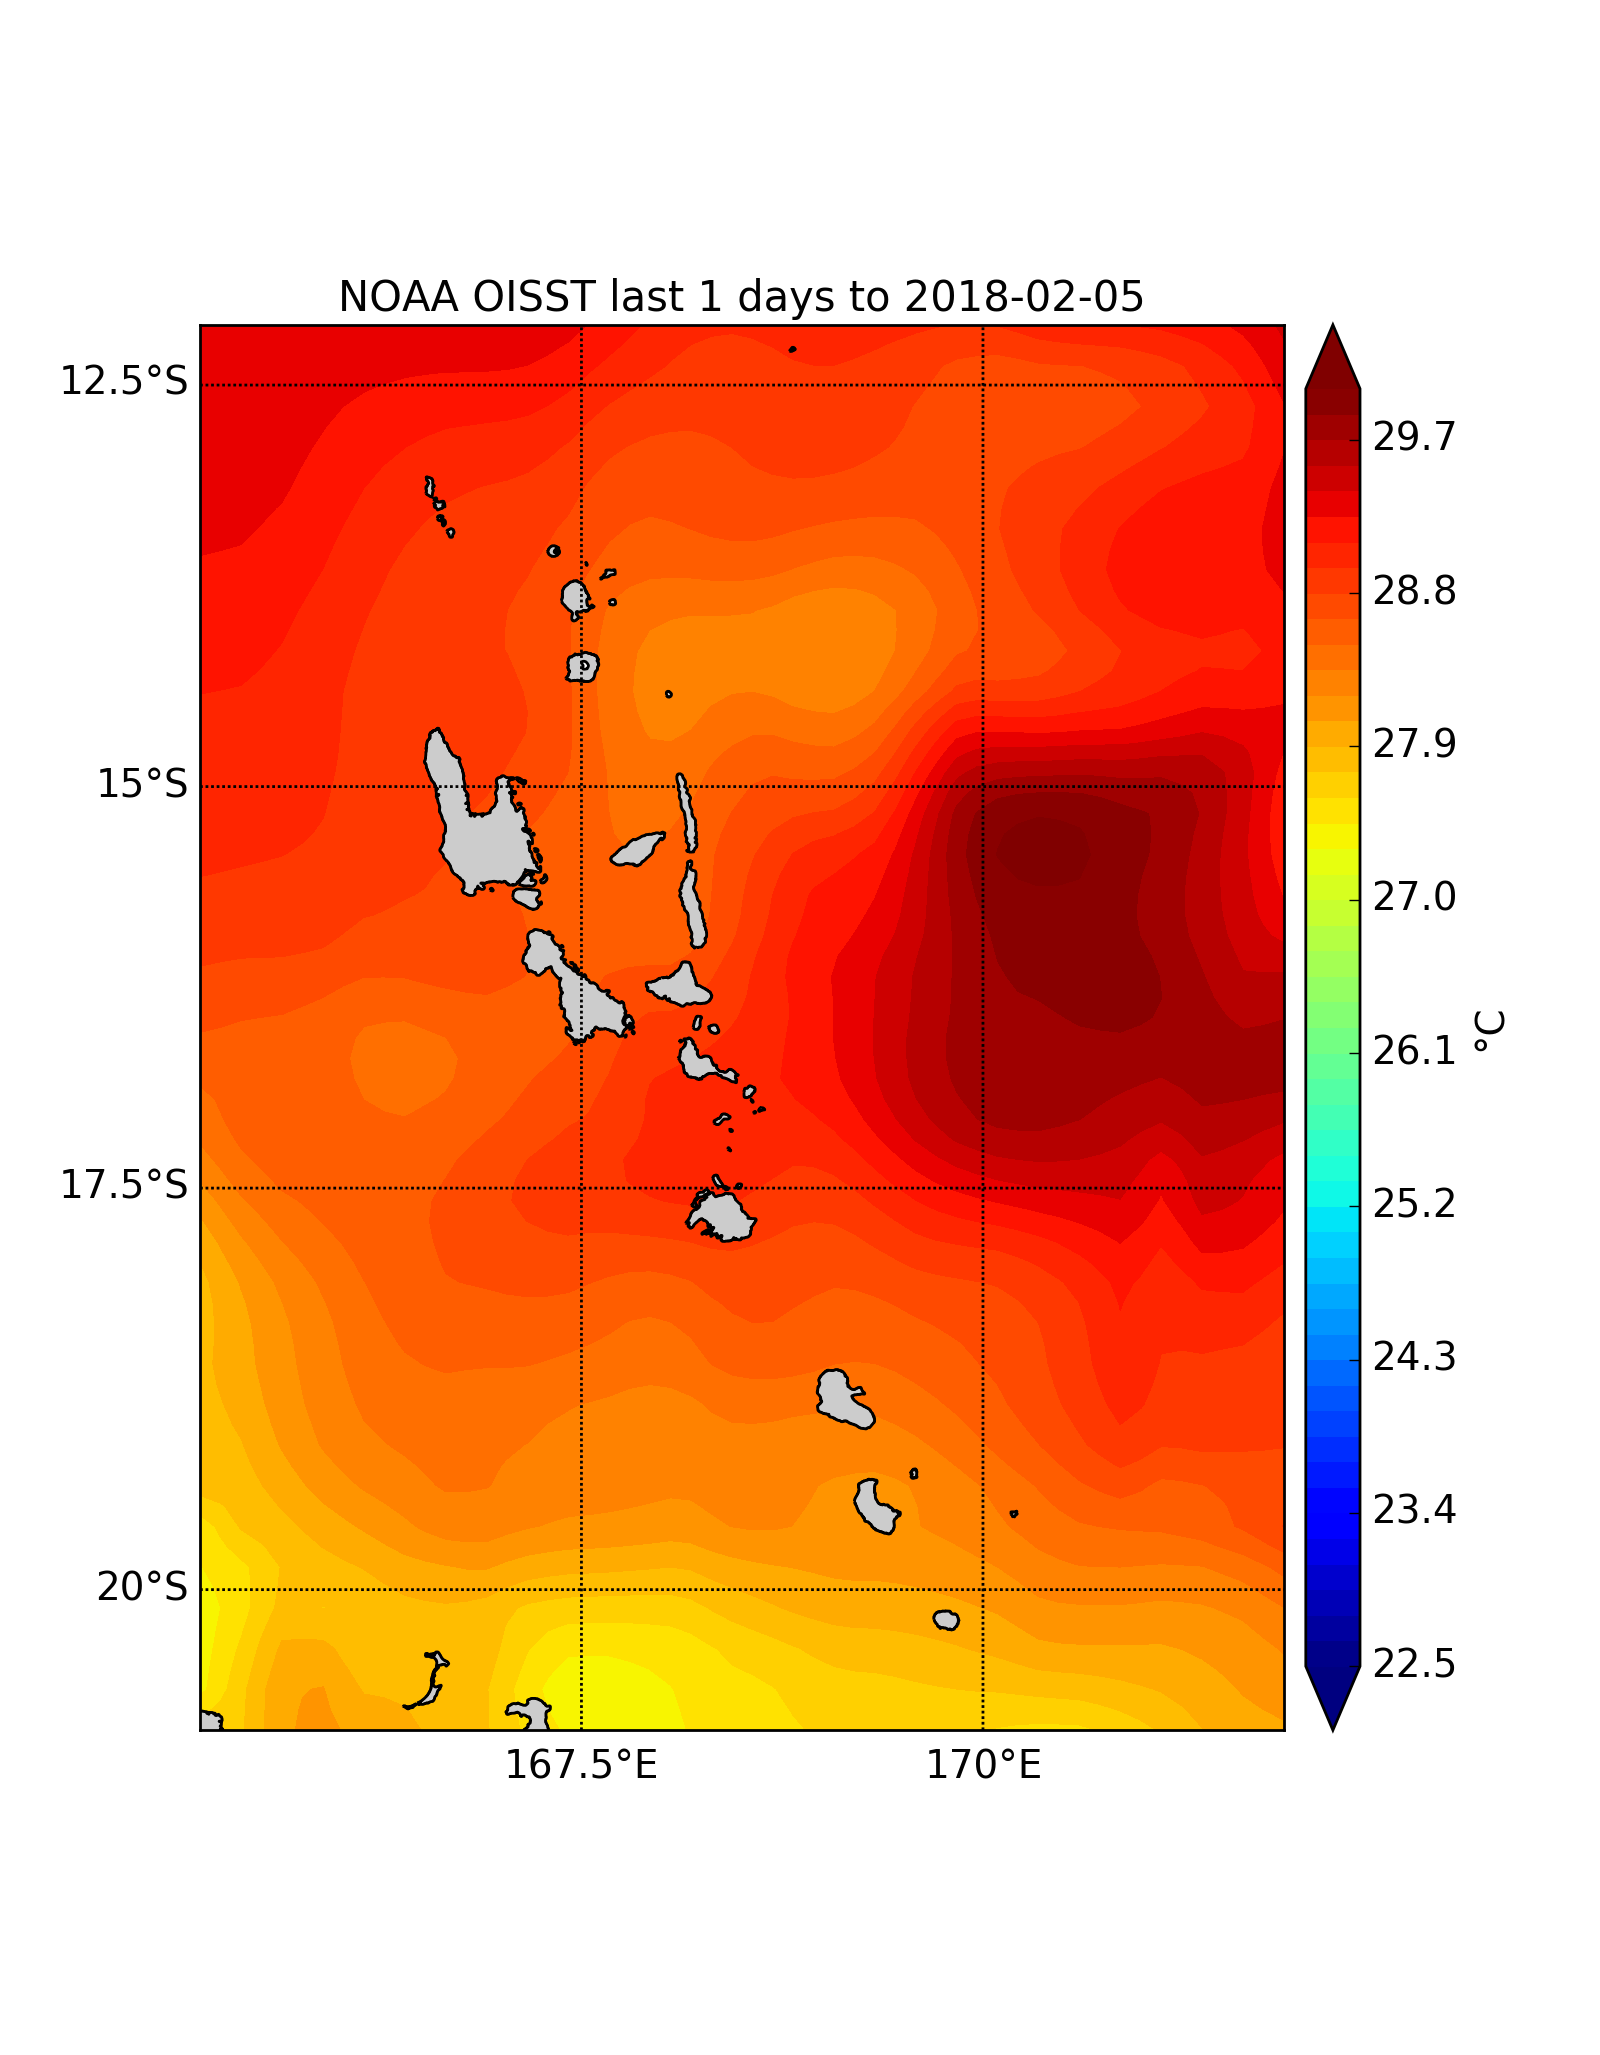 NOAA OISST last 1 days to 2018-02-05
12.5°S
15°S
17.5°S
20°S
167.5°E
170°E
29.7
28.8
27.9
27.0
26.1
25.2
24.3
23.4
22.5
°C